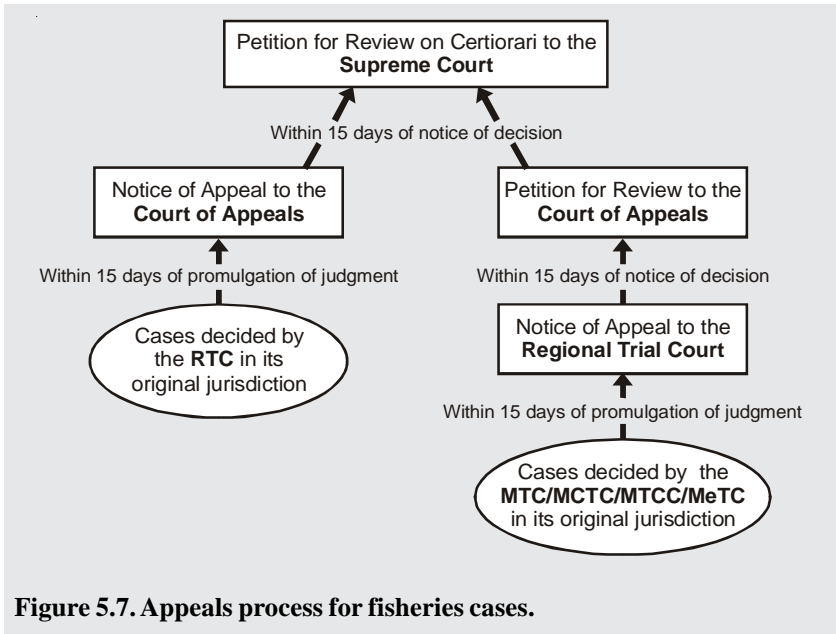 Petition for Review on Certiorari to the
Supreme Court
Within 15 days of notice of decision
Notice of Appeal to the
Court of Appeals
Petition for Review to the
Court of Appeals
Within 15 days of promulgation of judgment
Within 15 days of notice of decision
Cases decided by
the RTC in its
original jurisdiction
Notice of Appeal to the
Regional Trial Court
Within 15 days of promulgation of judgment
Cases decided by the
MTC/MCTC/MTCC/MeTC
in its original jurisdiction
Figure 5.7. Appeals process for fisheries cases.